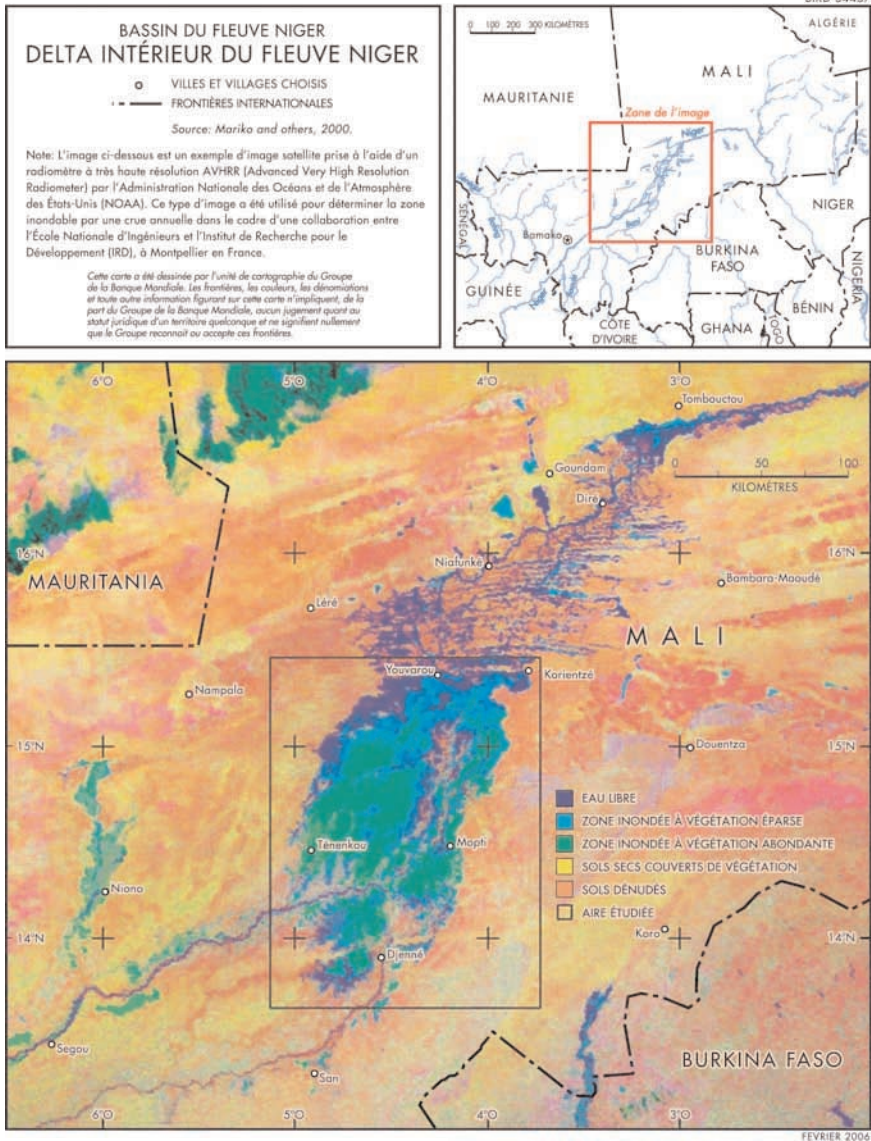 BASSIN DU FLEUVE NIGER
DELTA INTÉRIEUR DU FLEUVE NIGER
VILLES ET VILLAGES CHOISIS
FRONTIÈRES INTERNATIONALES
Source: Mariko and others, 2000.
Note: L'image ci-dessous est un exemple d'image satellite prise à l'aide d'un
radiomètre à très haute résolution AVHRR (Advanced Very High Resolution
Radiometer) par l'Administration Nationale des Océans et de l'Atmosphère
des États-Unis (NOAA). Ce type d'image a été utilisé pour déterminer la zone
inondable par une crue annuelle dans le cadre d'une collaboration entre
l'École Nationale d'Ingénieurs et l'Institut de Recherche pour le
Développement (IRD), à Montpellier en France.
Cette carte a été dessinée par l'unité de cartographie du Groupe
de la Banque Mondiale. Les frontières, les couleurs, les dénomiations
et toute autre information figurant sur cette carte n'impliquent, de la
part du Groupe de la Banque Mondiale, aucun jugement quant au
statut juridique d'un territoire quelconque et ne signifient nullement
que le Groupe reconnait ou accepte ces frontières.
0 100 200 300 KILOMÈTRES
ALGÉRIE
MALI
MAURITANIE
Zone de l'image
Niger
SÉNÉGAL
Bamako
NIGER
BURKINA
FASO
NIGERIA
GUINÉE
BÉNIN
CÔTE
D'IVOIRE
GHANA
TOGO
6°O 5°O 4°O 3°O
Tombouctou
Goundam
0 50 100
KILOMÈTRES
Diré
16°N 16°N
Niafunké
MAURITANIA
Bambara-Maoudé
Léré
MALI
Youvarou
Korientzé
Nampala
15°N 15°N
Douentza
EAU LIBRE
ZONE INONDÉE À VÉGÉTATION ÉPARSE
ZONE INONDÉE À VÉGÉTATION ABONDANTE
SOLS SECS COUVERTS DE VÉGÉTATION
SOLS DÉNUDÉS
AIRE ÉTUDIÉE
Ténenkou
Mopti
Niono
Koro
14°N 14°N
Djenné
Ségou
San
BURKINA FASO
6°O 5°O 4°O 3°O
FEVRIER 2006